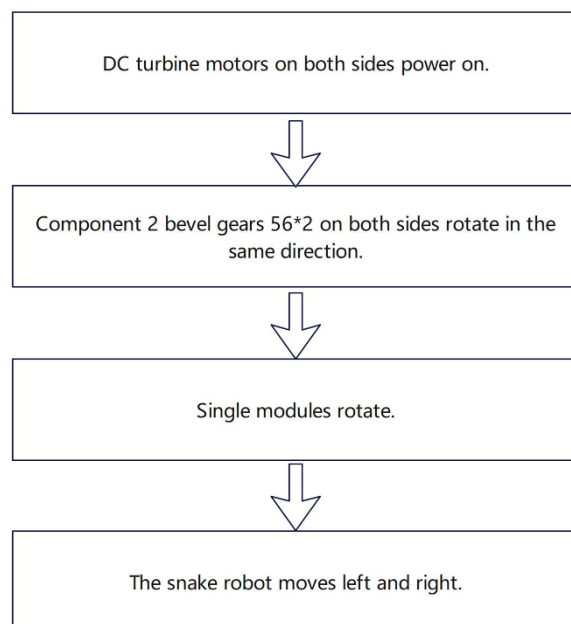 DC turbine motors on both sides power on.
Component 2 bevel gears 56*2 on both sides rotate in the
same direction.
Single modules rotate.
The snake robot moves left and right.